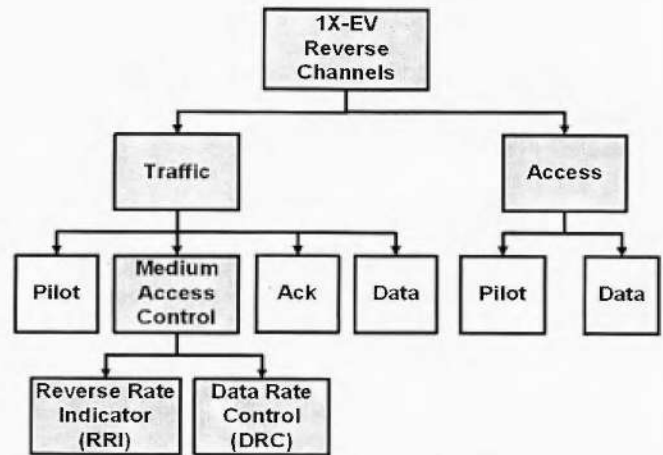 1X-EV
Reverse
Channels
Traffic
Access
Pilot
Medium
Access
Control
Ack
Data
Pilot
Data
Reverse Rate
Indicator
(RRI)
Data Rate
Control
(DRC)